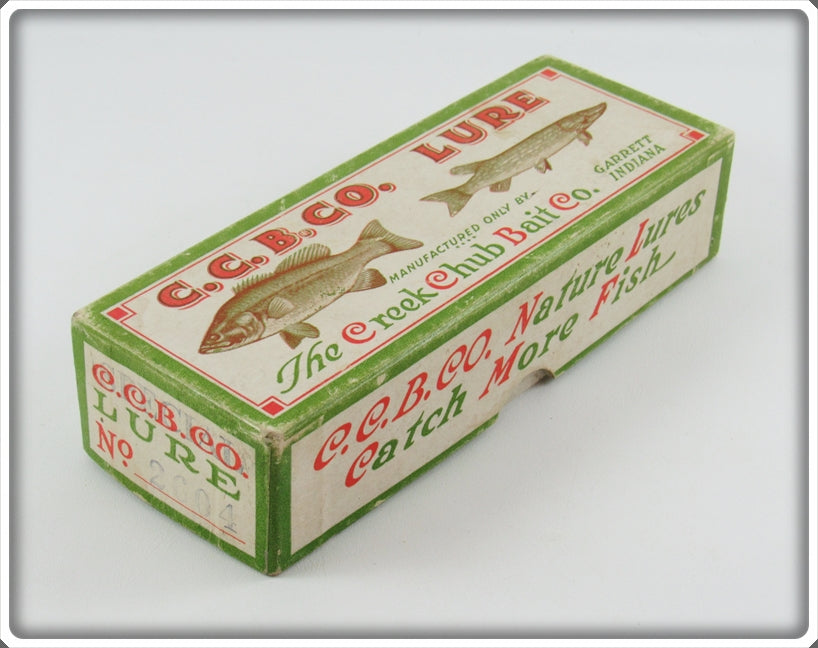 C.C.B.CO. LURE
MANUFACTURED ONLY BY
The Creek Chub Bait Co.
GARRETT
INDIANA
C.C.B.CO. Nature Lures
Catch More Fish
C.C.B.CO.
LURE
No 2604